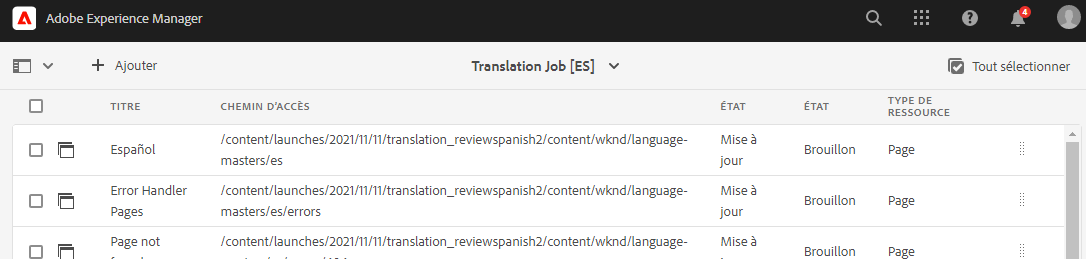 Adobe Experience Manager
4
Ajouter
Translation Job [ES]
Tout sélectionner
TITRE CHEMIN D'ACCÈS ÉTAT ÉTAT TYPE DE RESSOURCE
Español
/content/launches/2021/11/11/translation_reviewspanish2/content/wknd/language-
masters/es
Mise à
jour
Brouillon
Page
Error Handler
Pages
/content/launches/2021/11/11/translation_reviewspanish2/content/wknd/language-
masters/es/errors
Mise à
jour
Brouillon
Page
Page not
/content/launches/2021/11/11/translation_reviewspanish2/content/wknd/language-
Mise à
Brouillon
Page